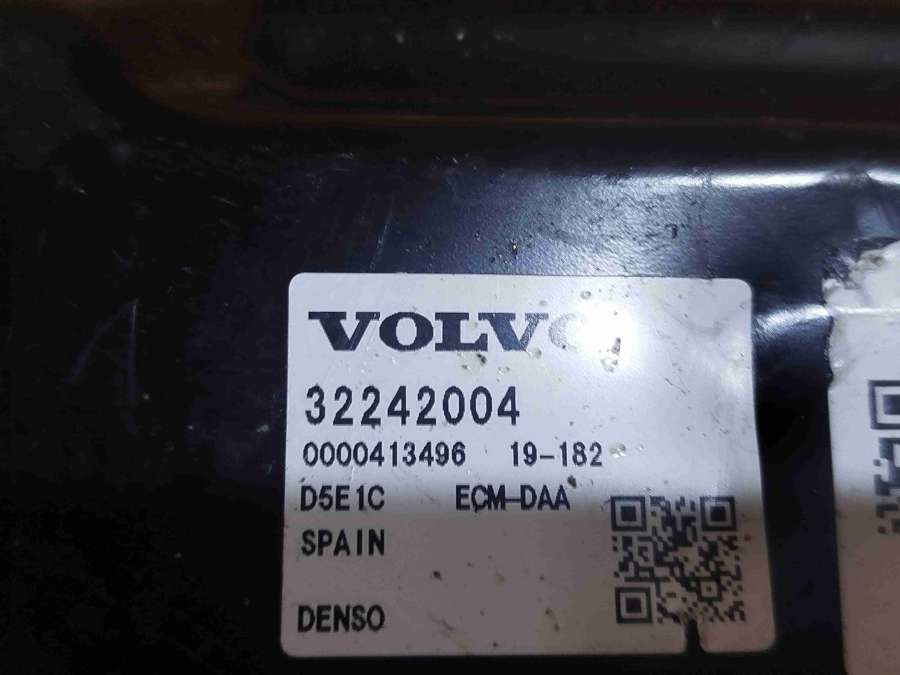 VOLVO
32242004
0000413496 19-182
D5E1C ECM-DAA
SPAIN
DENSO